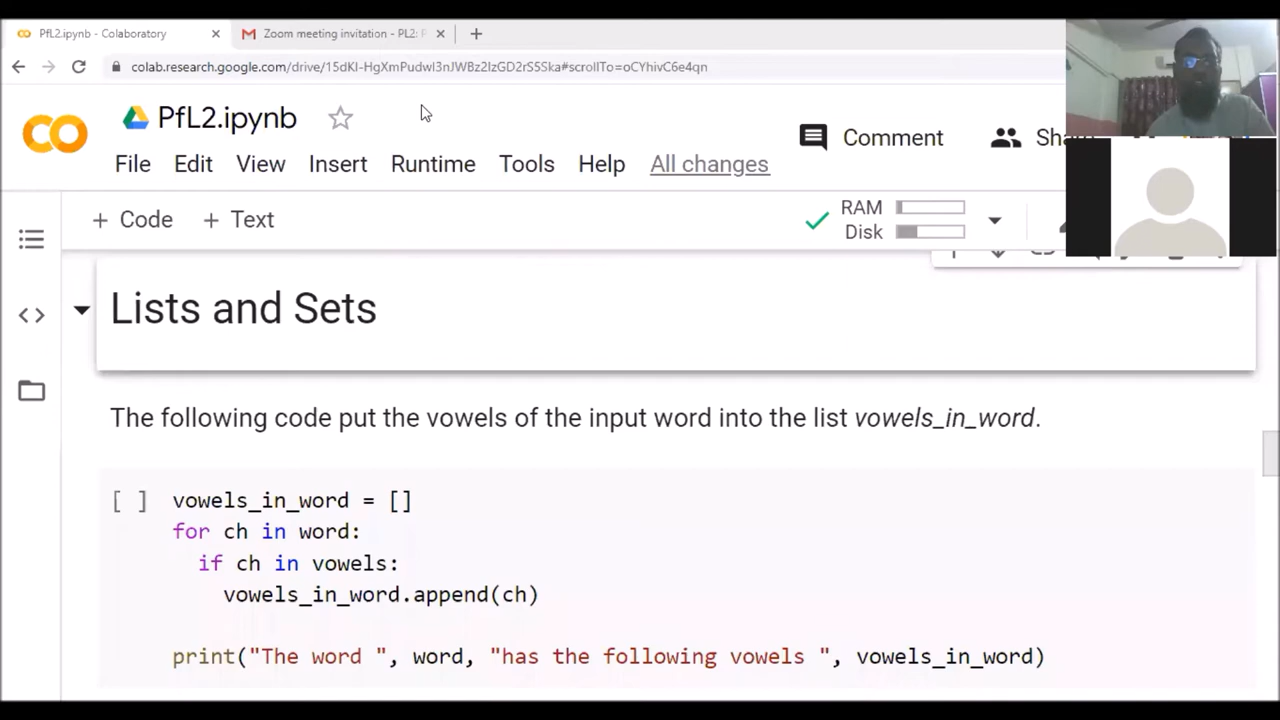 PfL2.ipynb - Colaboratory
Zoom meeting invitation - PL2:
colab.research.google.com/drive/15dKI-HgXmPudwI3nJWBz2IzGD2rS5Ska#scrollTo=oCYhivC6e4qn
PfL2.ipynb
Comment
File Edit View Insert Runtime Tools Help All changes
+ Code + Text
RAM
Disk
Lists and Sets
The following code put the vowels of the input word into the list vowels_in_word.
[ ] vowels_in_word = []
for ch in word:
if ch in vowels:
vowels_in_word.append(ch)
print("The word ", word, "has the following vowels ", vowels_in_word)